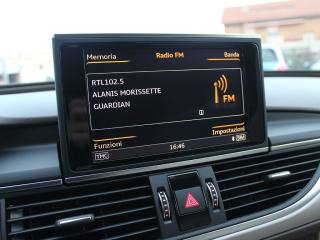 Memoria Radio FM Banda
RTL102.5
ALANIS MORISSETTE
GUARDIAN
FM
Funzioni Impostazioni
TMC 16:46